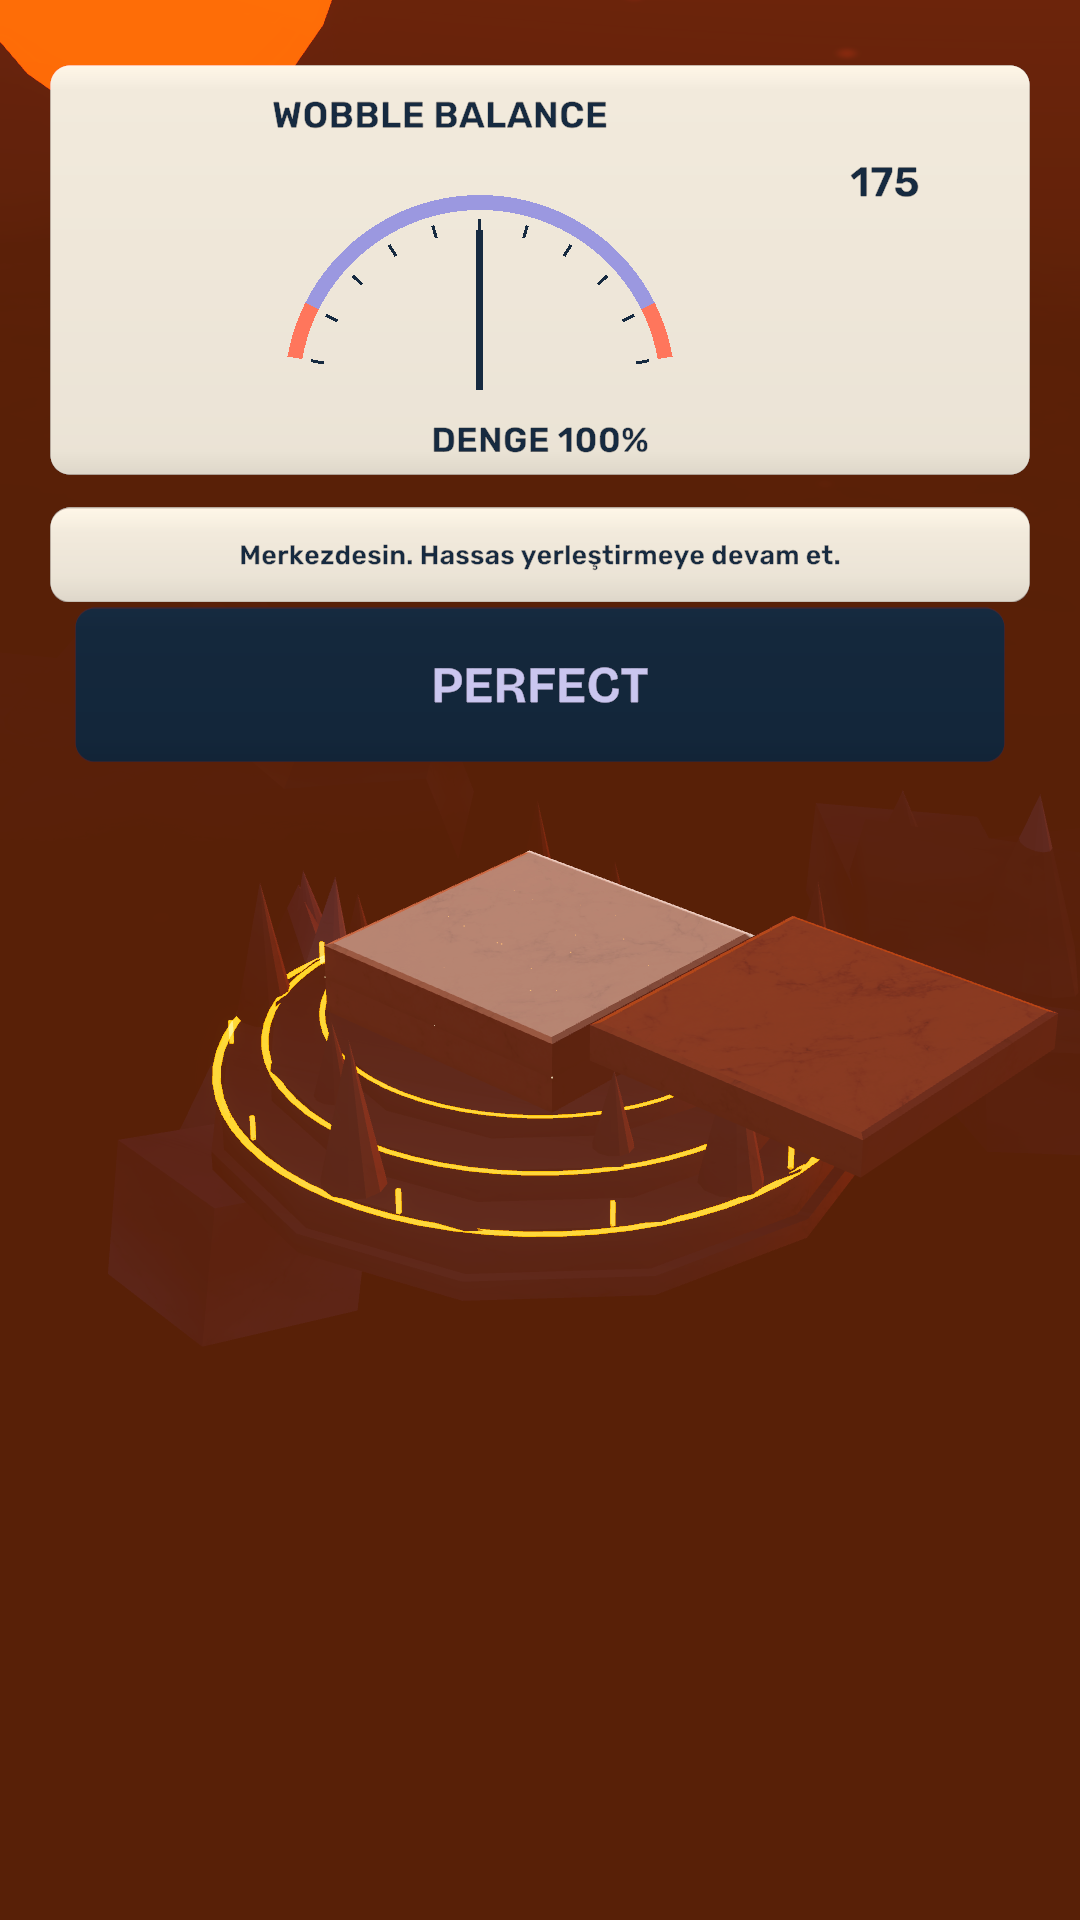 WOBBLE BALANCE
175
DENGE 100%
Merkezdesin. Hassas yerleştirmeye devam et.
PERFECT